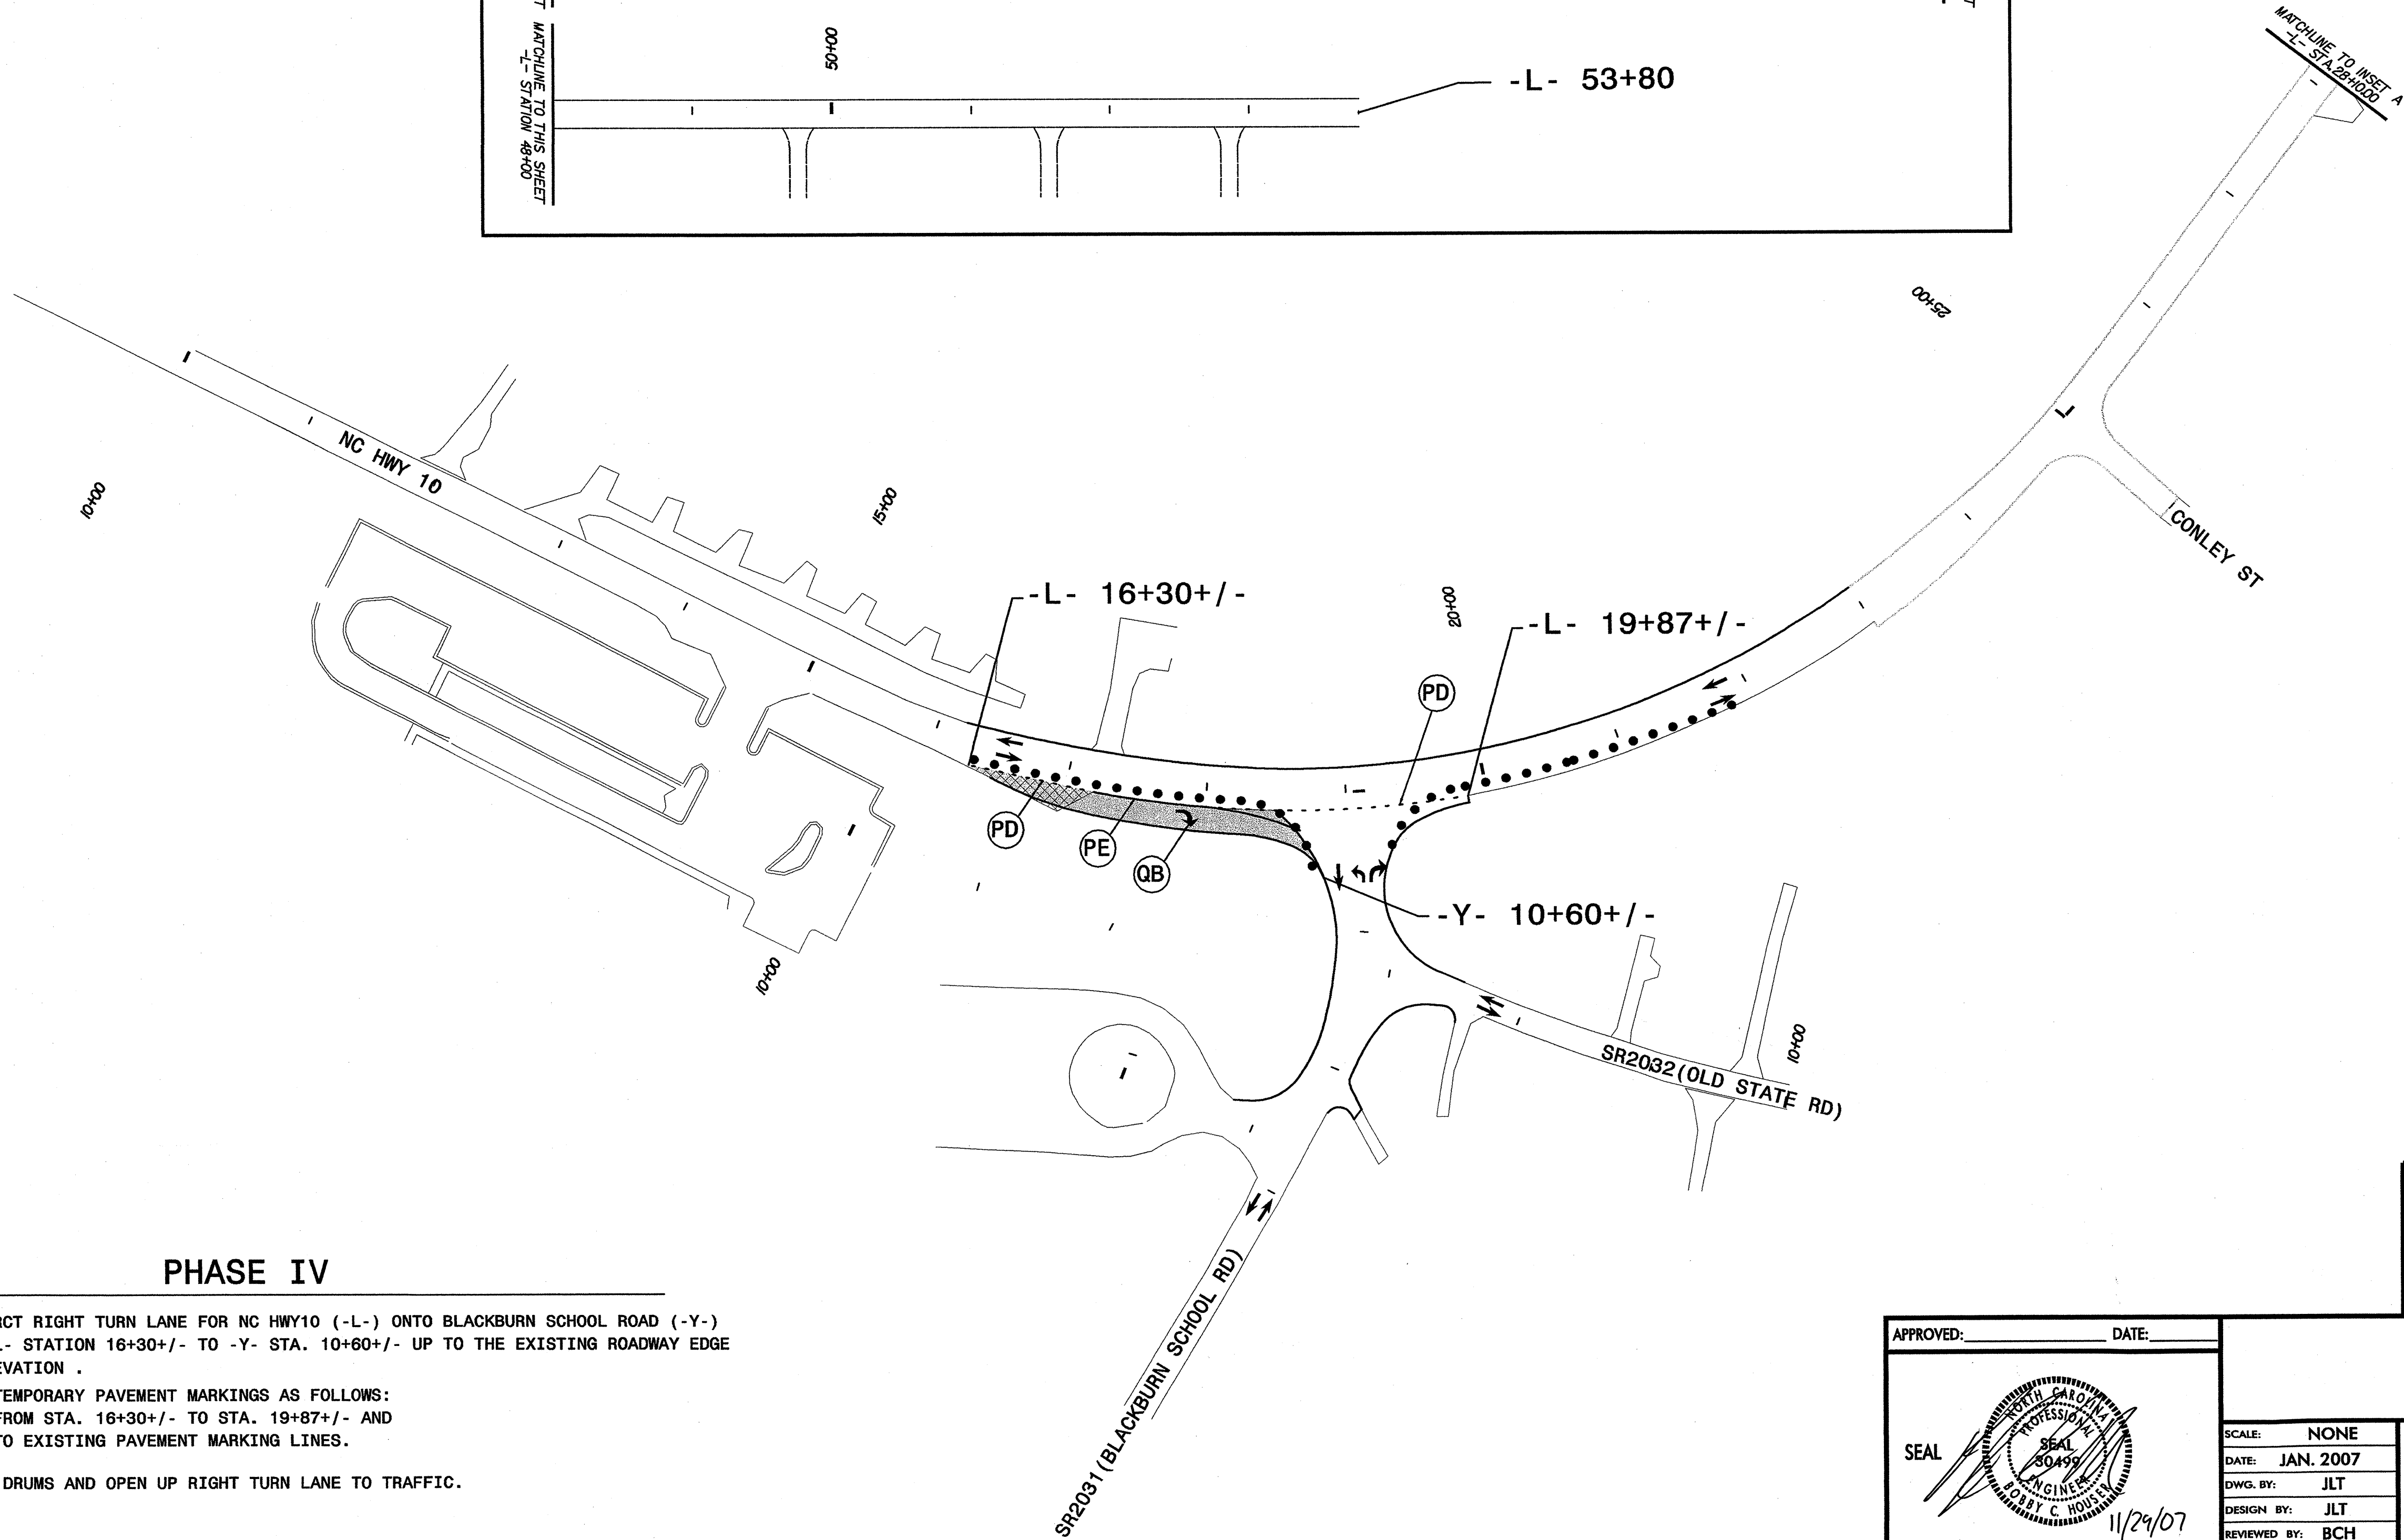 MATCHLINE TO THIS SHEET
-L- STATION 48+00
50+00
-L- 53+80
MATCHLINE TO INSET A
-L- STA. 28+10.00
25+00
NC HWY 10
10+00
15+00
CONLEY ST
-L- 16+30+/-
20+00
-L- 19+87+/-
PD
PD
PE
QB
-Y- 10+60+/-
10+00
10+00
SR2032(OLD STATE RD)
SR2031(BLACKBURN SCHOOL RD)
PHASE IV
RIGHT TURN LANE FOR NC HWY10 (-L-) ONTO BLACKBURN SCHOOL ROAD (-Y-)
STATION 16+30+/- TO -Y- STA. 10+60+/- UP TO THE EXISTING ROADWAY EDGE
EVATION .
TEMPORARY PAVEMENT MARKINGS AS FOLLOWS:
FROM STA. 16+30+/- TO STA. 19+87+/- AND
TO EXISTING PAVEMENT MARKING LINES.
DRUMS AND OPEN UP RIGHT TURN LANE TO TRAFFIC.
APPROVED: DATE:
SEAL
NORTH CAROLINA
PROFESSIONAL
SEAL
30499
ENGINEER
BOBBY C. HOUSER
11/29/07
SCALE: NONE
DATE: JAN. 2007
DWG. BY: JLT
DESIGN BY: JLT
REVIEWED BY: BCH